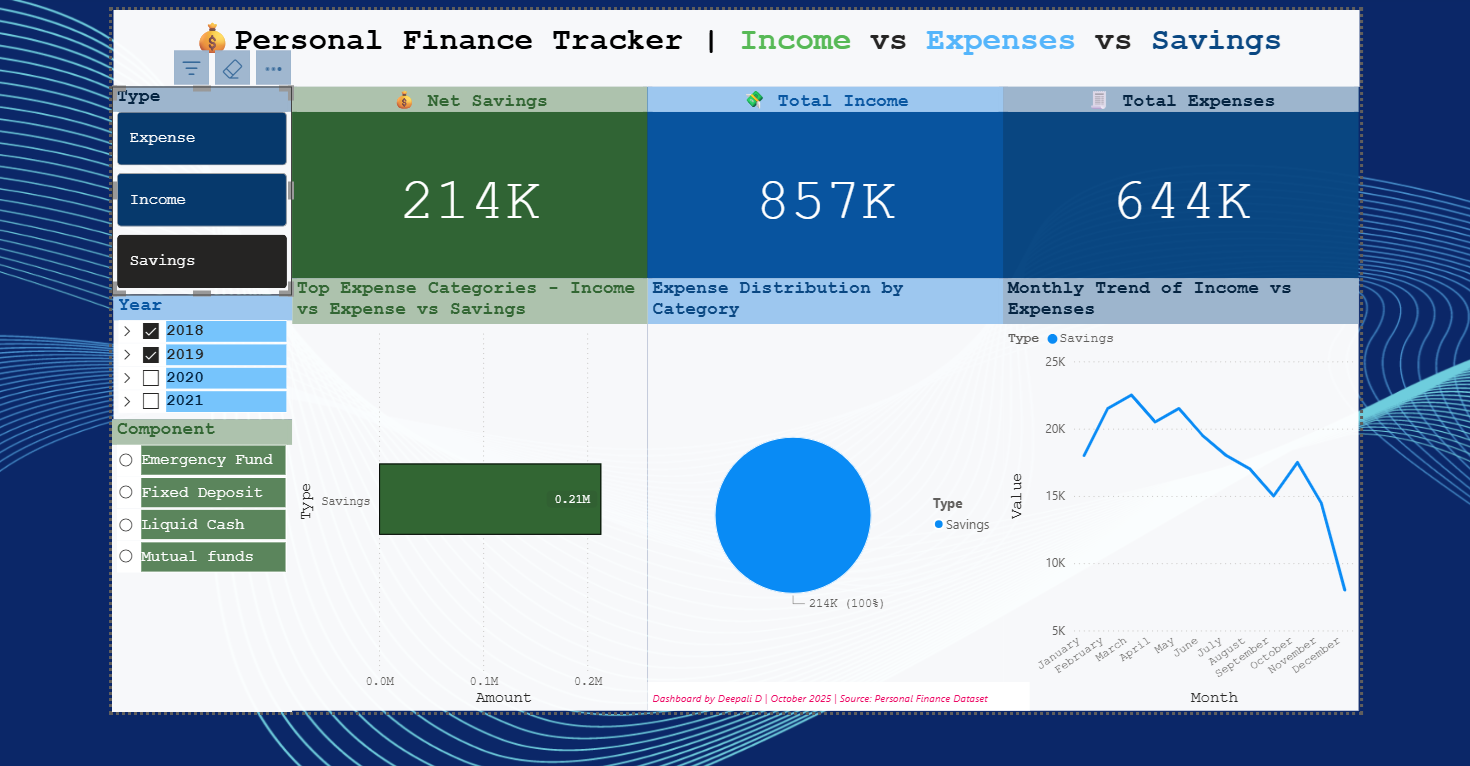 💰Personal Finance Tracker | Income vs Expenses vs Savings
Type
Expense
Income
Savings
Year
2018
2019
2020
2021
Component
Emergency Fund
Fixed Deposit
Liquid Cash
Mutual funds
💰 Net Savings
214K
💸 Total Income
857K
🧾 Total Expenses
644K
Top Expense Categories - Income
vs Expense vs Savings
Type
Savings
0.21M
0.0M
0.1M
0.2M
Amount
Expense Distribution by
Category
Type
Savings
214K (100%)
Dashboard by Deepali D | October 2025 | Source: Personal Finance Dataset
Monthly Trend of Income vs
Expenses
Type Savings
25K
20K
15K
10K
5K
Value
January
February
March
April
May
June
July
August
September
October
November
December
Month